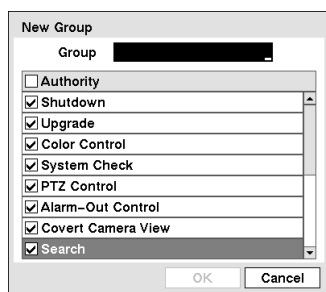 New Group
Group
Authority
Shutdown
Upgrade
Color Control
System Check
PTZ Control
Alarm-Out Control
Covert Camera View
Search
OK Cancel